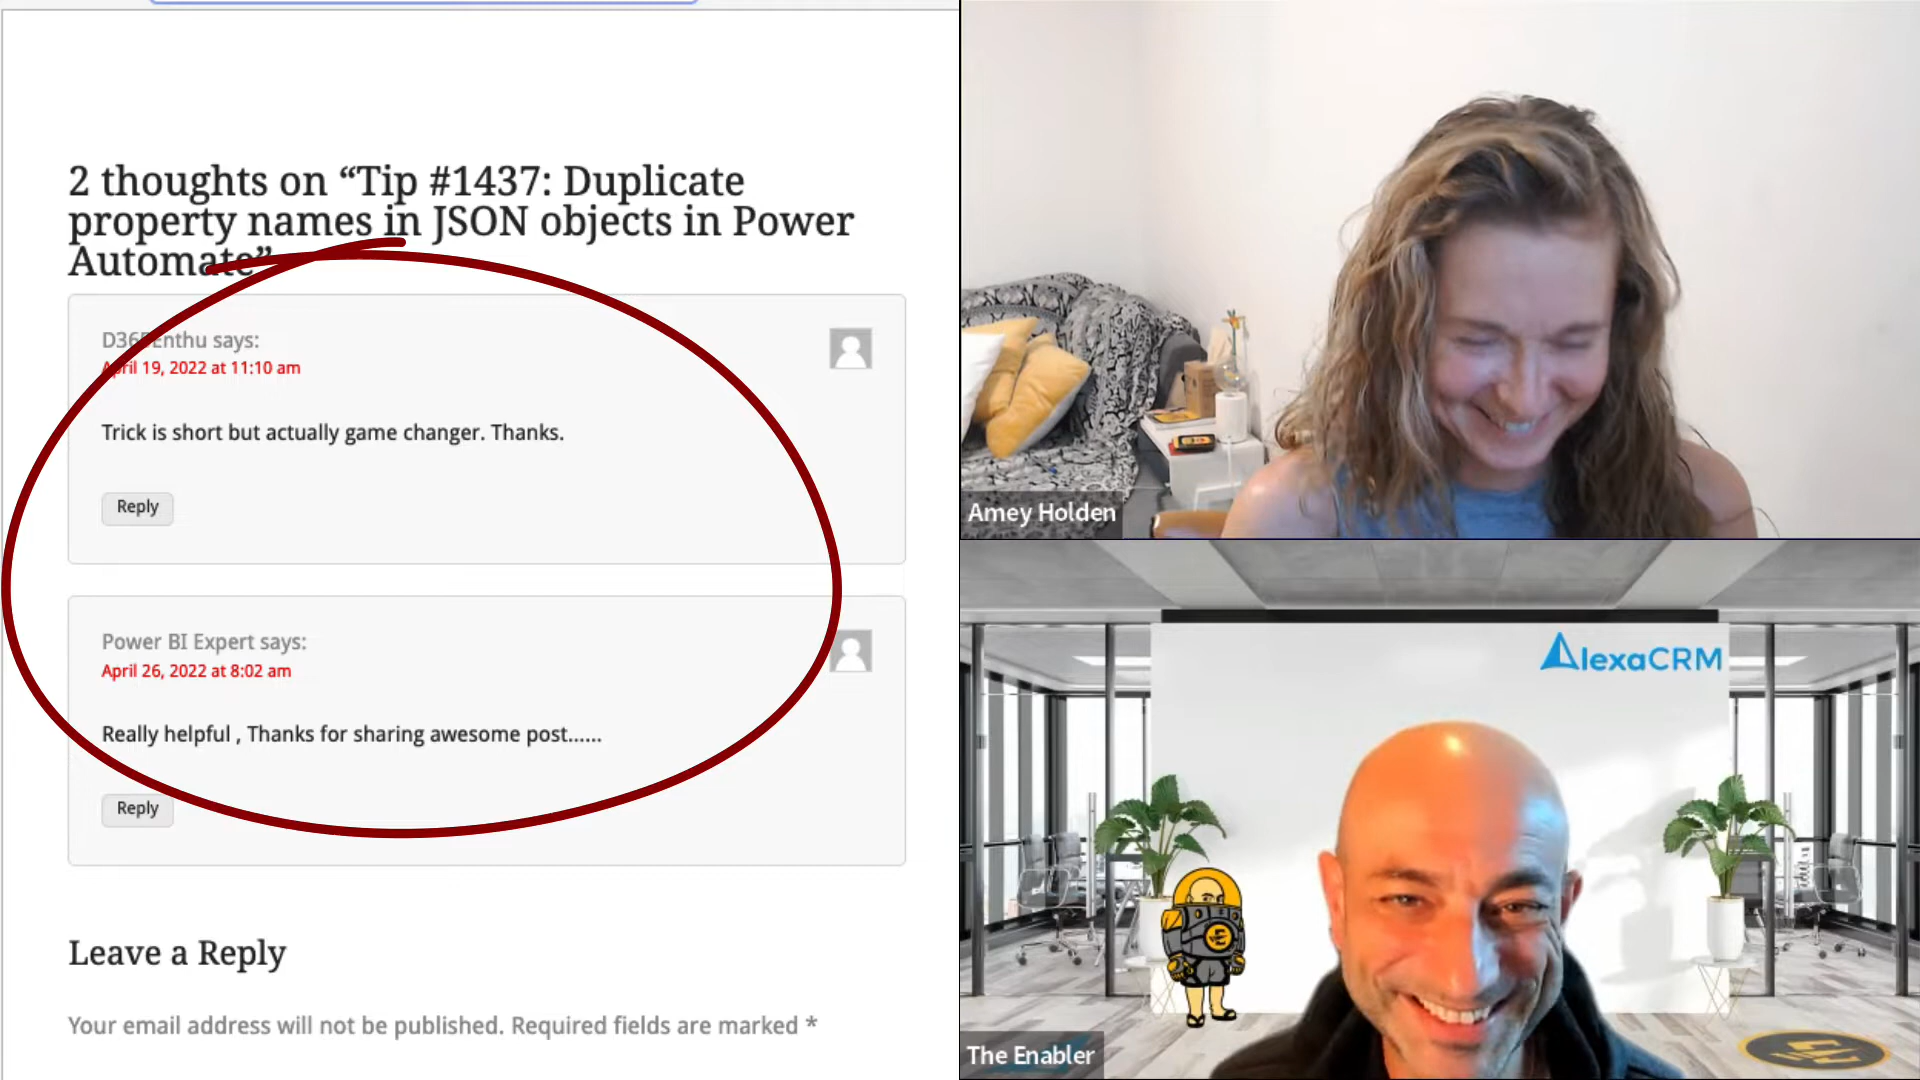 2 thoughts on “Tip #1437: Duplicate
property names in JSON objects in Power
Automate”
D365Enthu says:
April 19, 2022 at 11:10 am
Trick is short but actually game changer. Thanks.
Reply
Power BI Expert says:
April 26, 2022 at 8:02 am
Really helpful , Thanks for sharing awesome post......
Reply
Leave a Reply
Your email address will not be published. Required fields are marked *
Amey Holden
AlexaCRM
The Enabler